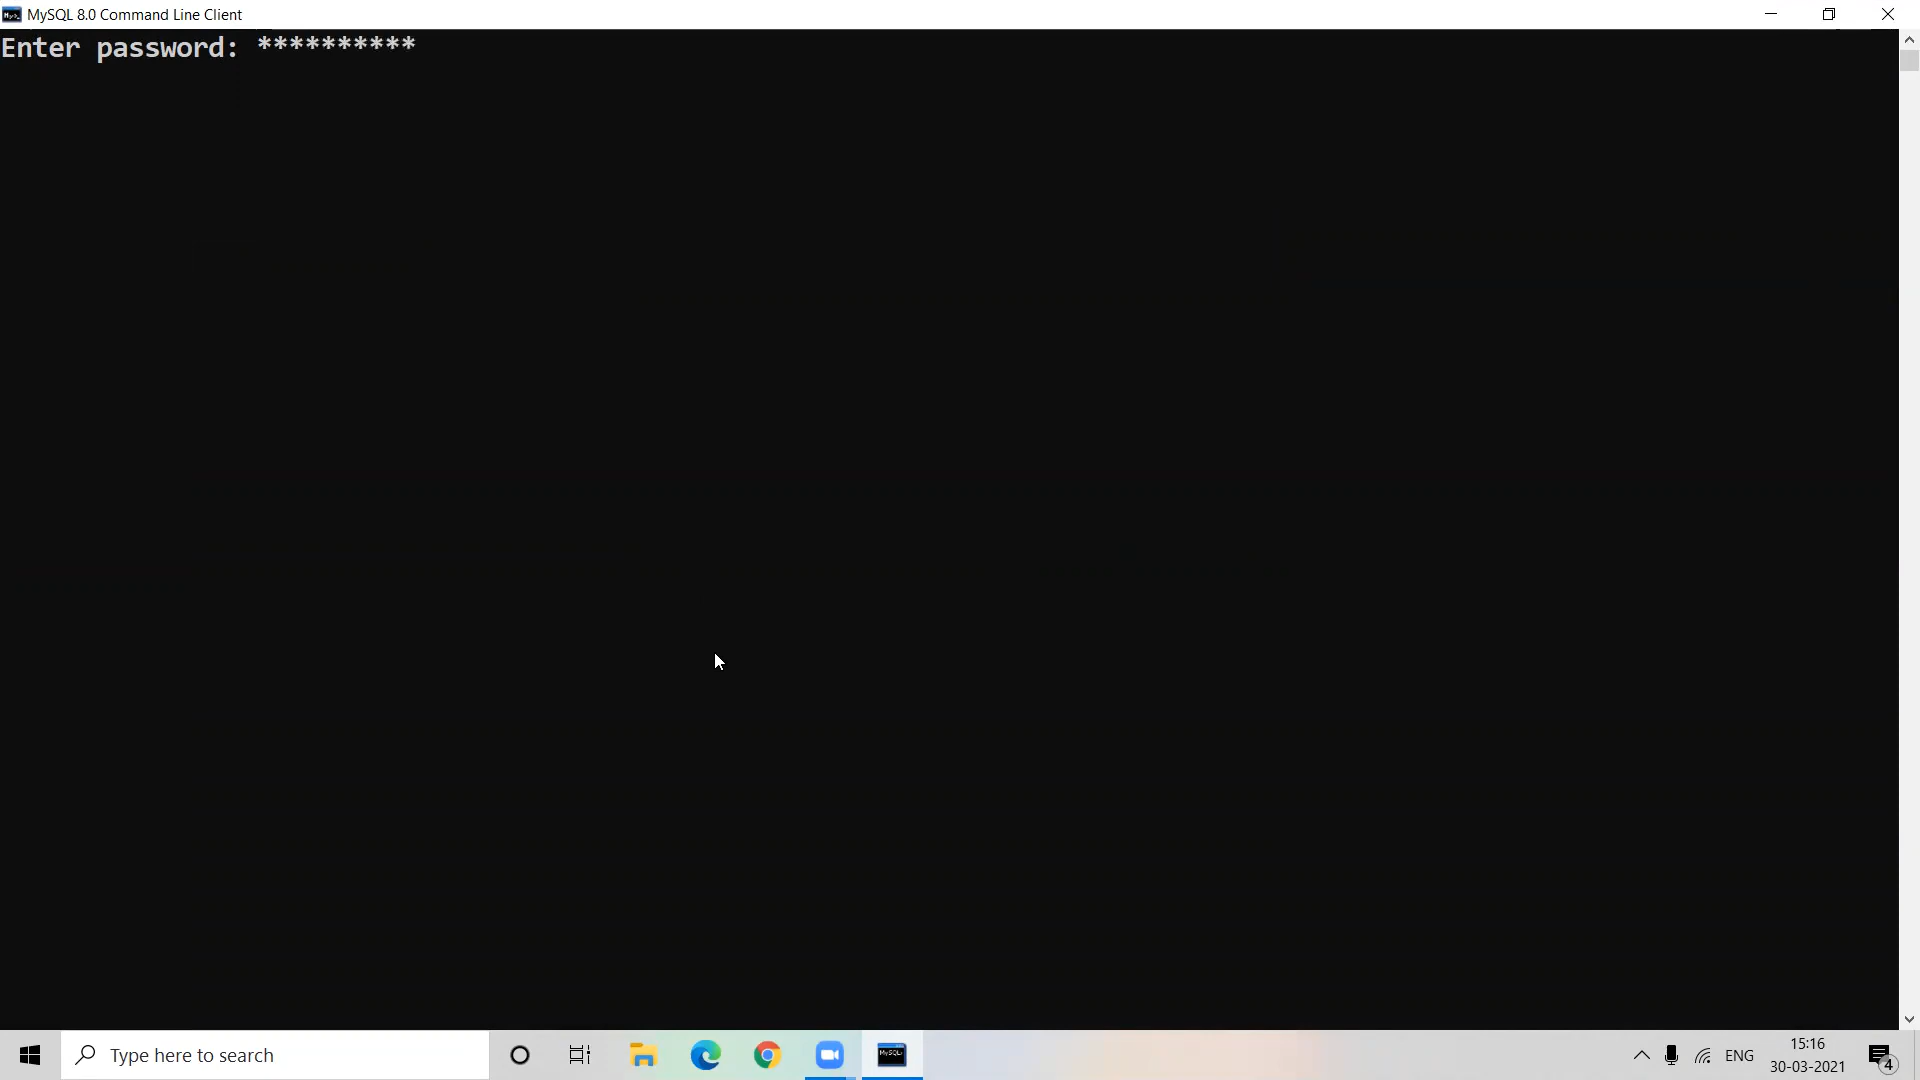 MySQL 8.0 Command Line Client
Enter password: **********
Type here to search
MySQL
ENG
15:16
30-03-2021
4